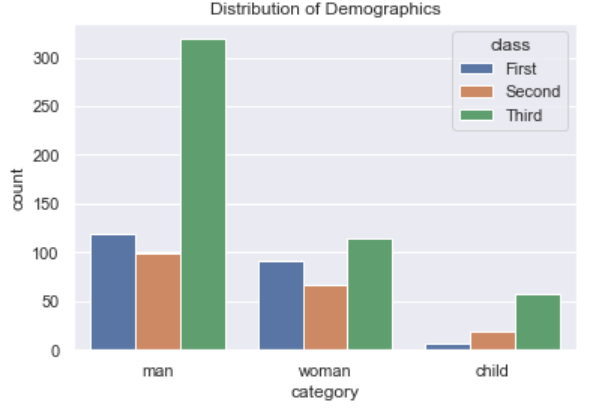 Distribution of Demographics
class
First
Second
Third
count
300
250
200
150
100
50
0
man woman child
category